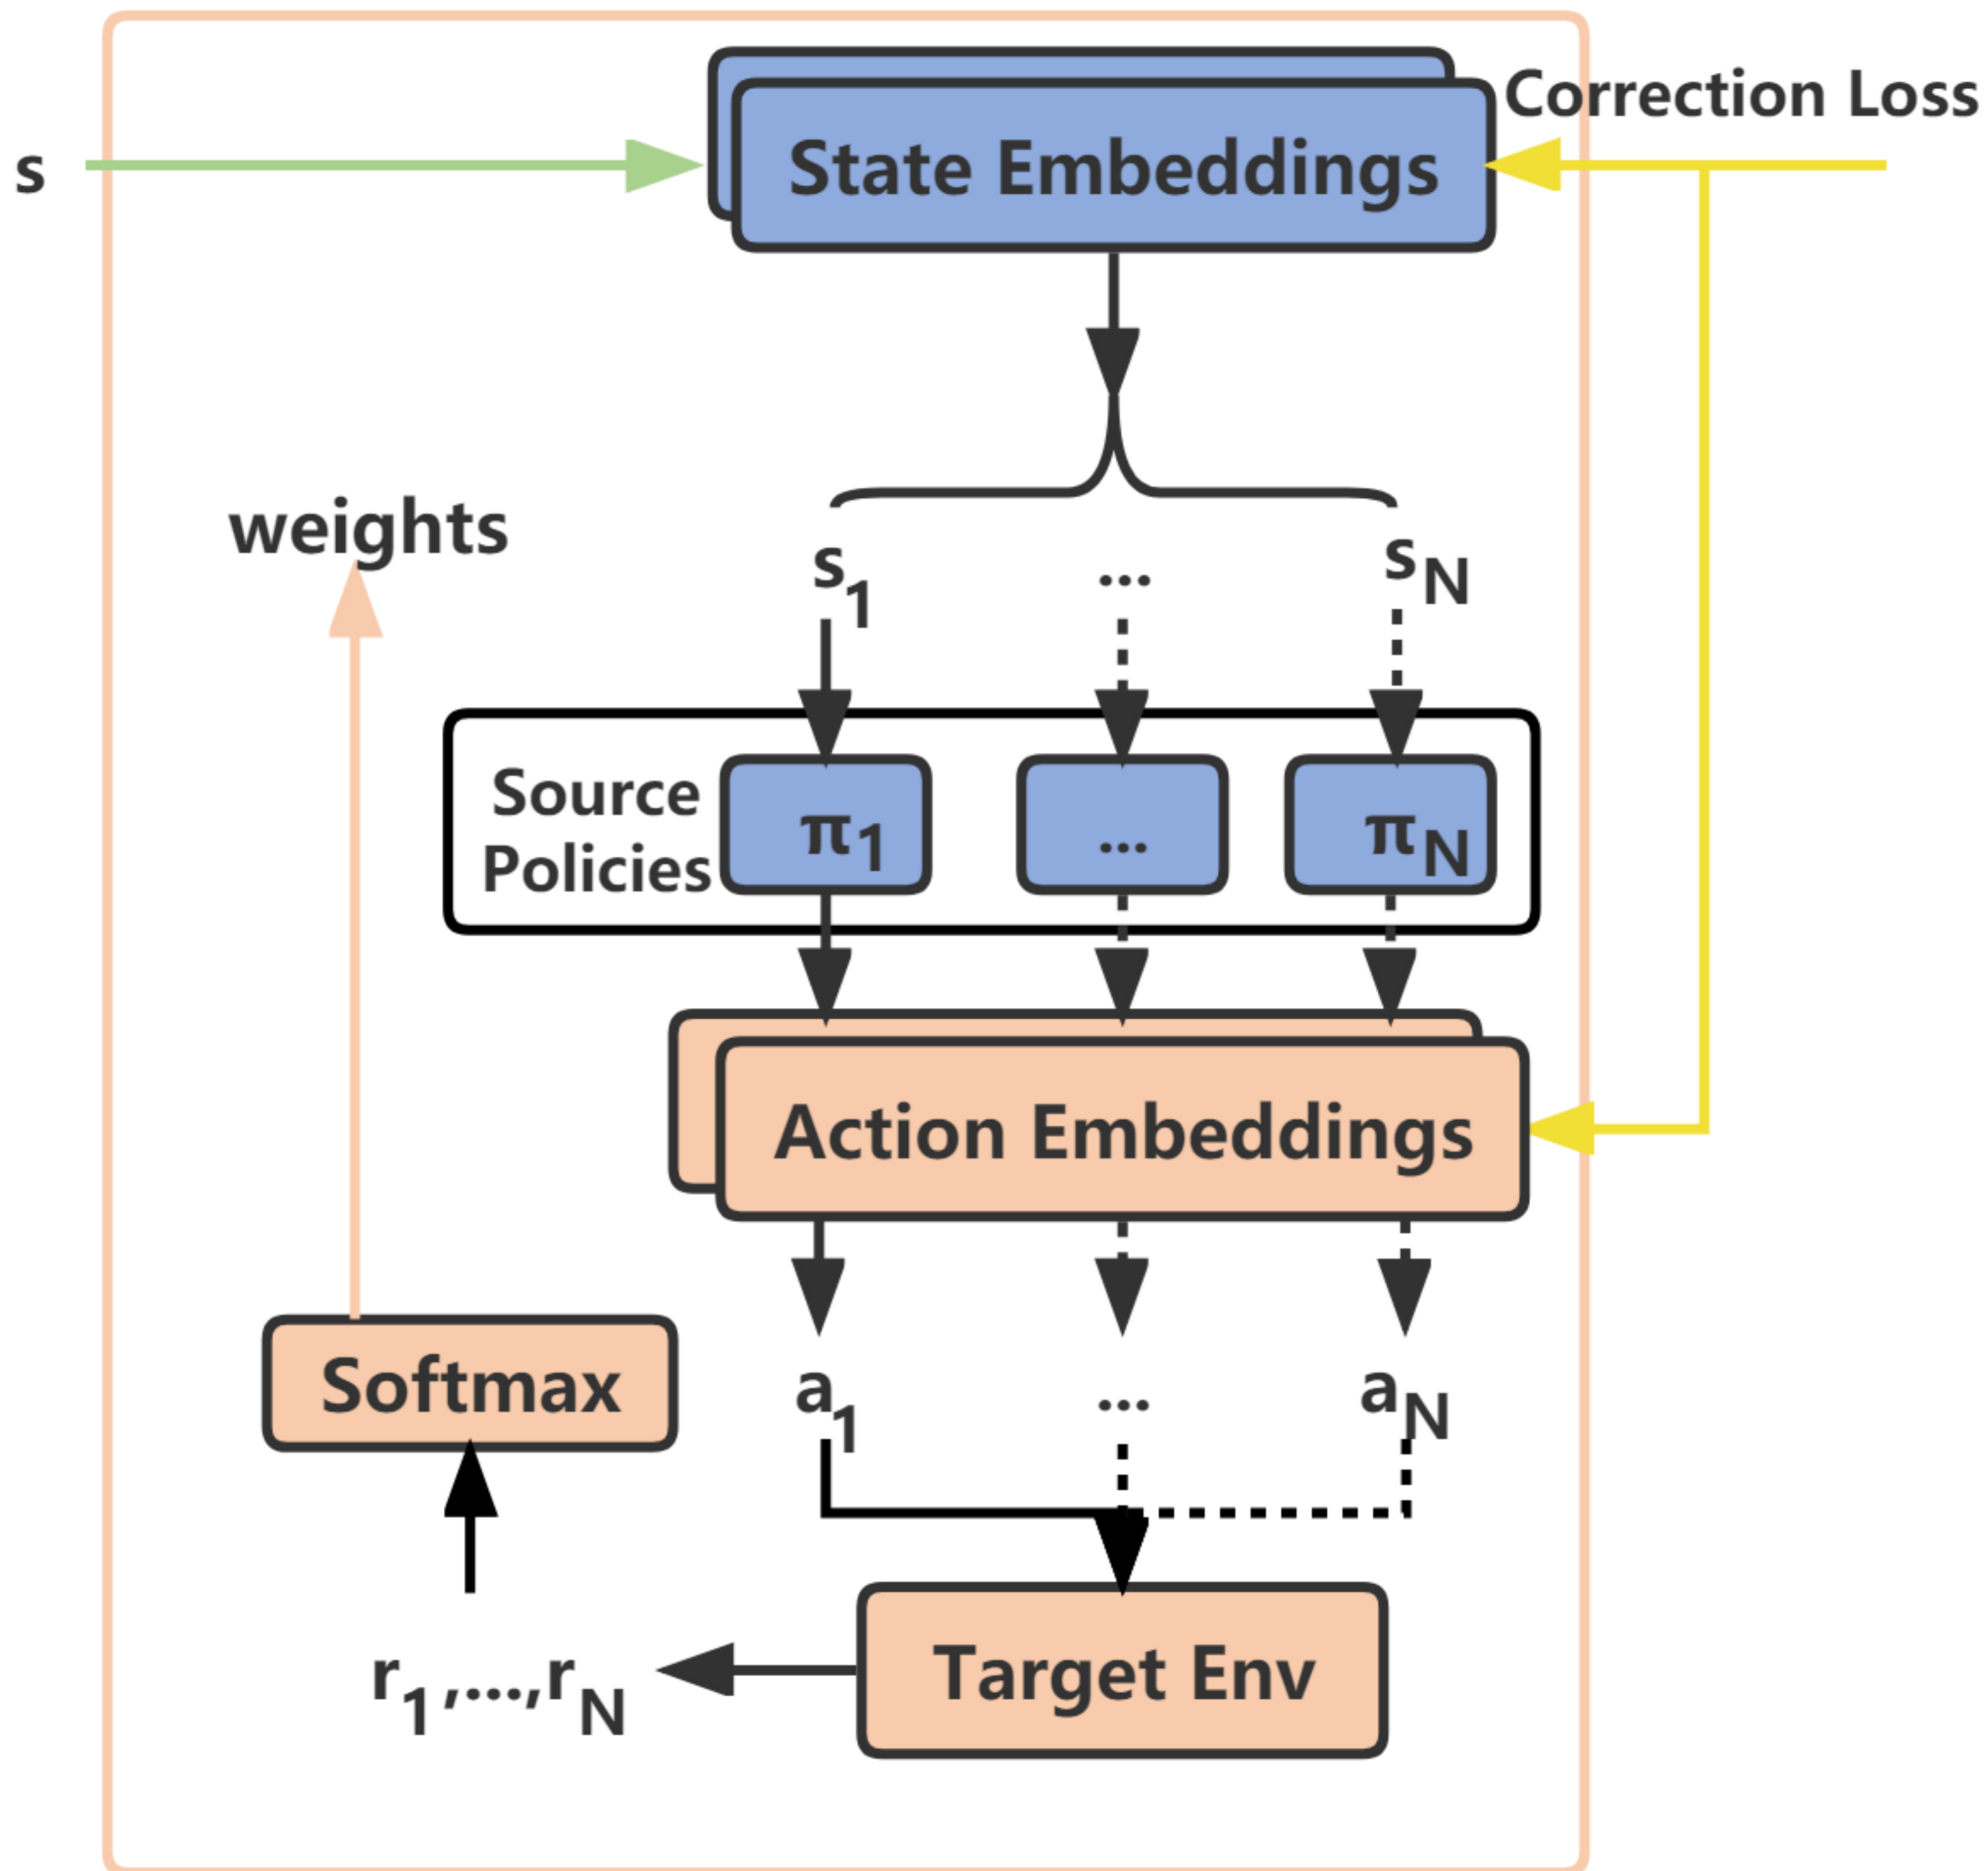 Correction Loss
s
State Embeddings
weights
s1 ... sN
Source
Policies
π1 ... πN
Action Embeddings
Softmax
a1 ... aN
r1,...,rN
Target Env